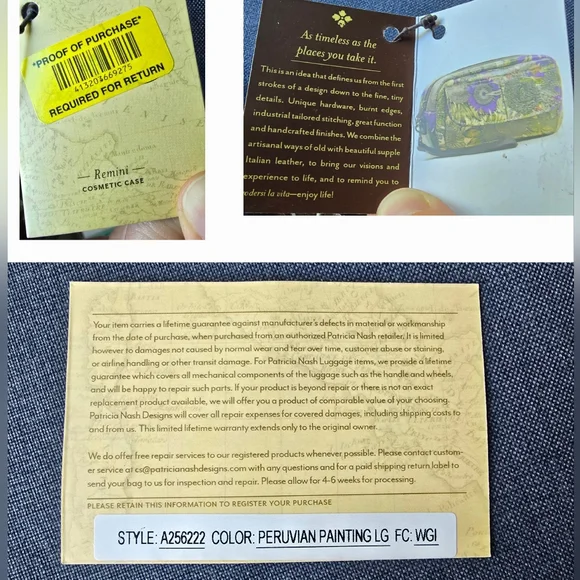 "PROOF OF PURCHASE"
413203669275
REQUIRED FOR RETURN
Remini
COSMETIC CASE
As timeless as the
places you take it.
This is an idea that defines us from the first
strokes of a design down to the fine, tiny
details. Unique hardware, burnt edges,
industrial tailored stitching, great function
and handcrafted finishes. We combine the
artisanal ways of old with beautiful supple
Italian leather, to bring our visions and
experience to life, and to remind you to
odersi la vita—enjoy life!
Your item carries a lifetime guarantee against manufacturer's defects in material or workmanship
from the date of purchase, when purchased from an authorized Patricia Nash retailer. It is limited
however to damages not caused by normal wear and tear over time, customer abuse or staining,
or airline handling or other transit damage. For Patricia Nash Luggage items, we provide a lifetime
guarantee which covers all mechanical components of the luggage such as the handle and wheels,
and will be happy to repair such parts. If your product is beyond repair or there is not an exact
replacement product available, we will offer you a product of comparable value of your choosing.
Patricia Nash Designs will cover all repair expenses for covered damages, including shipping costs to
and from us. This limited lifetime warranty extends only to the original owner.
We do offer free repair services to our registered products whenever possible. Please contact custom-
er service at cs@patricianashdesigns.com with any questions and for a paid shipping return label to
send your bag to us for inspection and repair. Please allow for 4-6 weeks for processing.
PLEASE RETAIN THIS INFORMATION TO REGISTER YOUR PURCHASE
STYLE: A256222 COLOR: PERUVIAN PAINTING LG FC: WGI